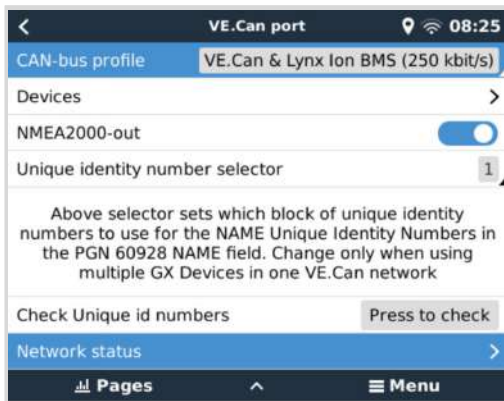 VE.Can port 08:25
CAN-bus profile VE.Can & Lynx Ion BMS (250 kbit/s)
Devices
NMEA2000-out
Unique identity number selector 1
Above selector sets which block of unique identity
numbers to use for the NAME Unique Identity Numbers in
the PGN 60928 NAME field. Change only when using
multiple GX Devices in one VE.Can network
Check Unique id numbers Press to check
Network status
Pages Menu